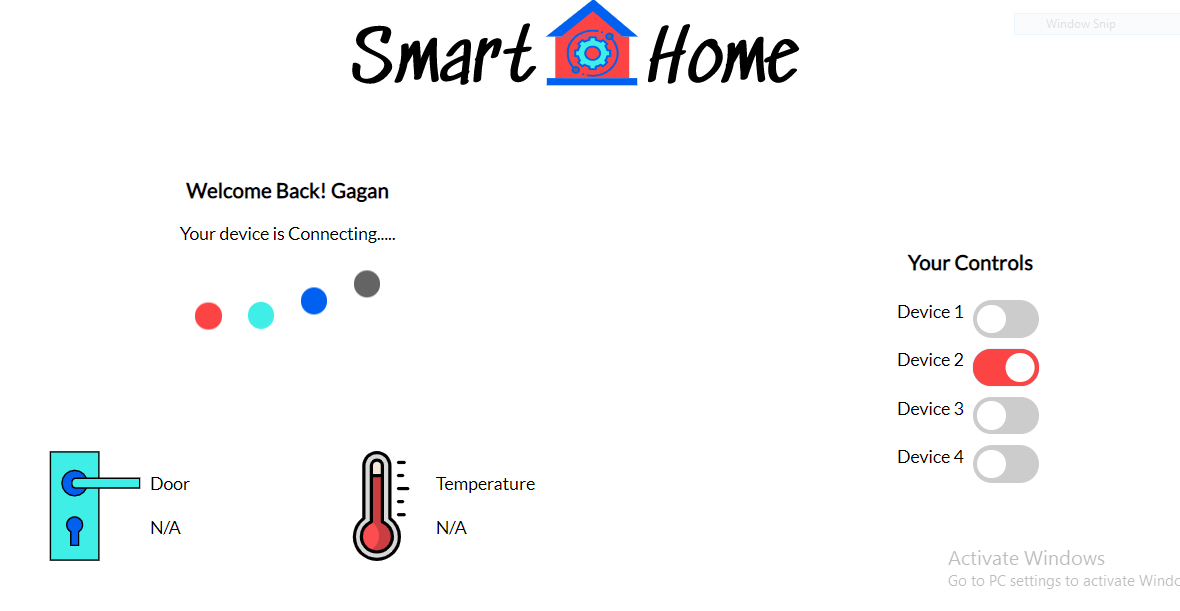 Window Snip
Smart Home
Welcome Back! Gagan
Your device is Connecting.....
Your Controls
Device 1
Device 2
Device 3
Device 4
Door
N/A
Temperature
N/A
Activate Windows
Go to PC settings to activate Windc